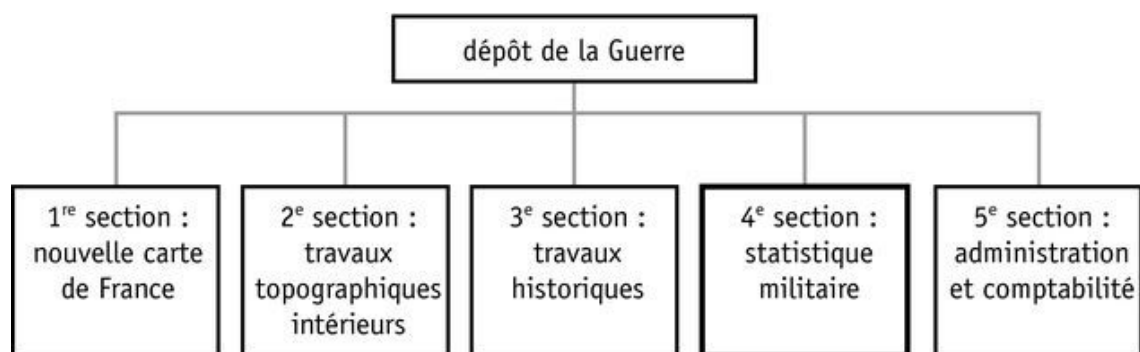 dépôt de la Guerre
1re section :
nouvelle carte
de France
2e section :
travaux
topographiques
intérieurs
3e section :
travaux
historiques
4e section :
statistique
militaire
5e section :
administration
et comptabilité